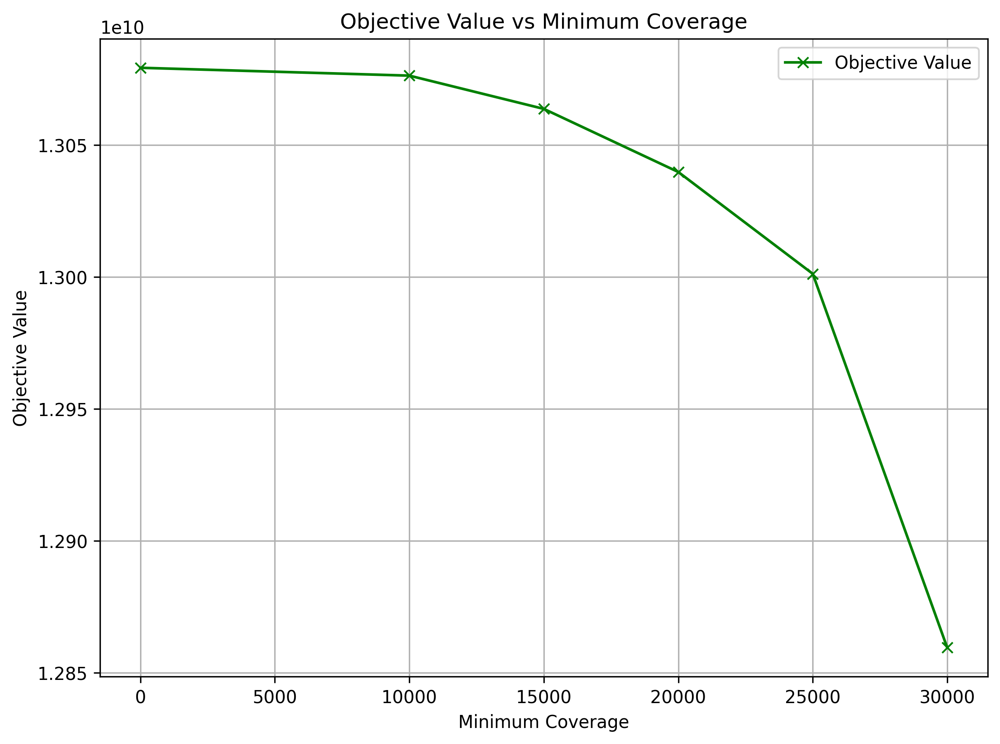 Objective Value vs Minimum Coverage
1e10
Objective Value
1.305
1.300
1.295
1.290
1.285
Objective Value
0 5000 10000 15000 20000 25000 30000
Minimum Coverage